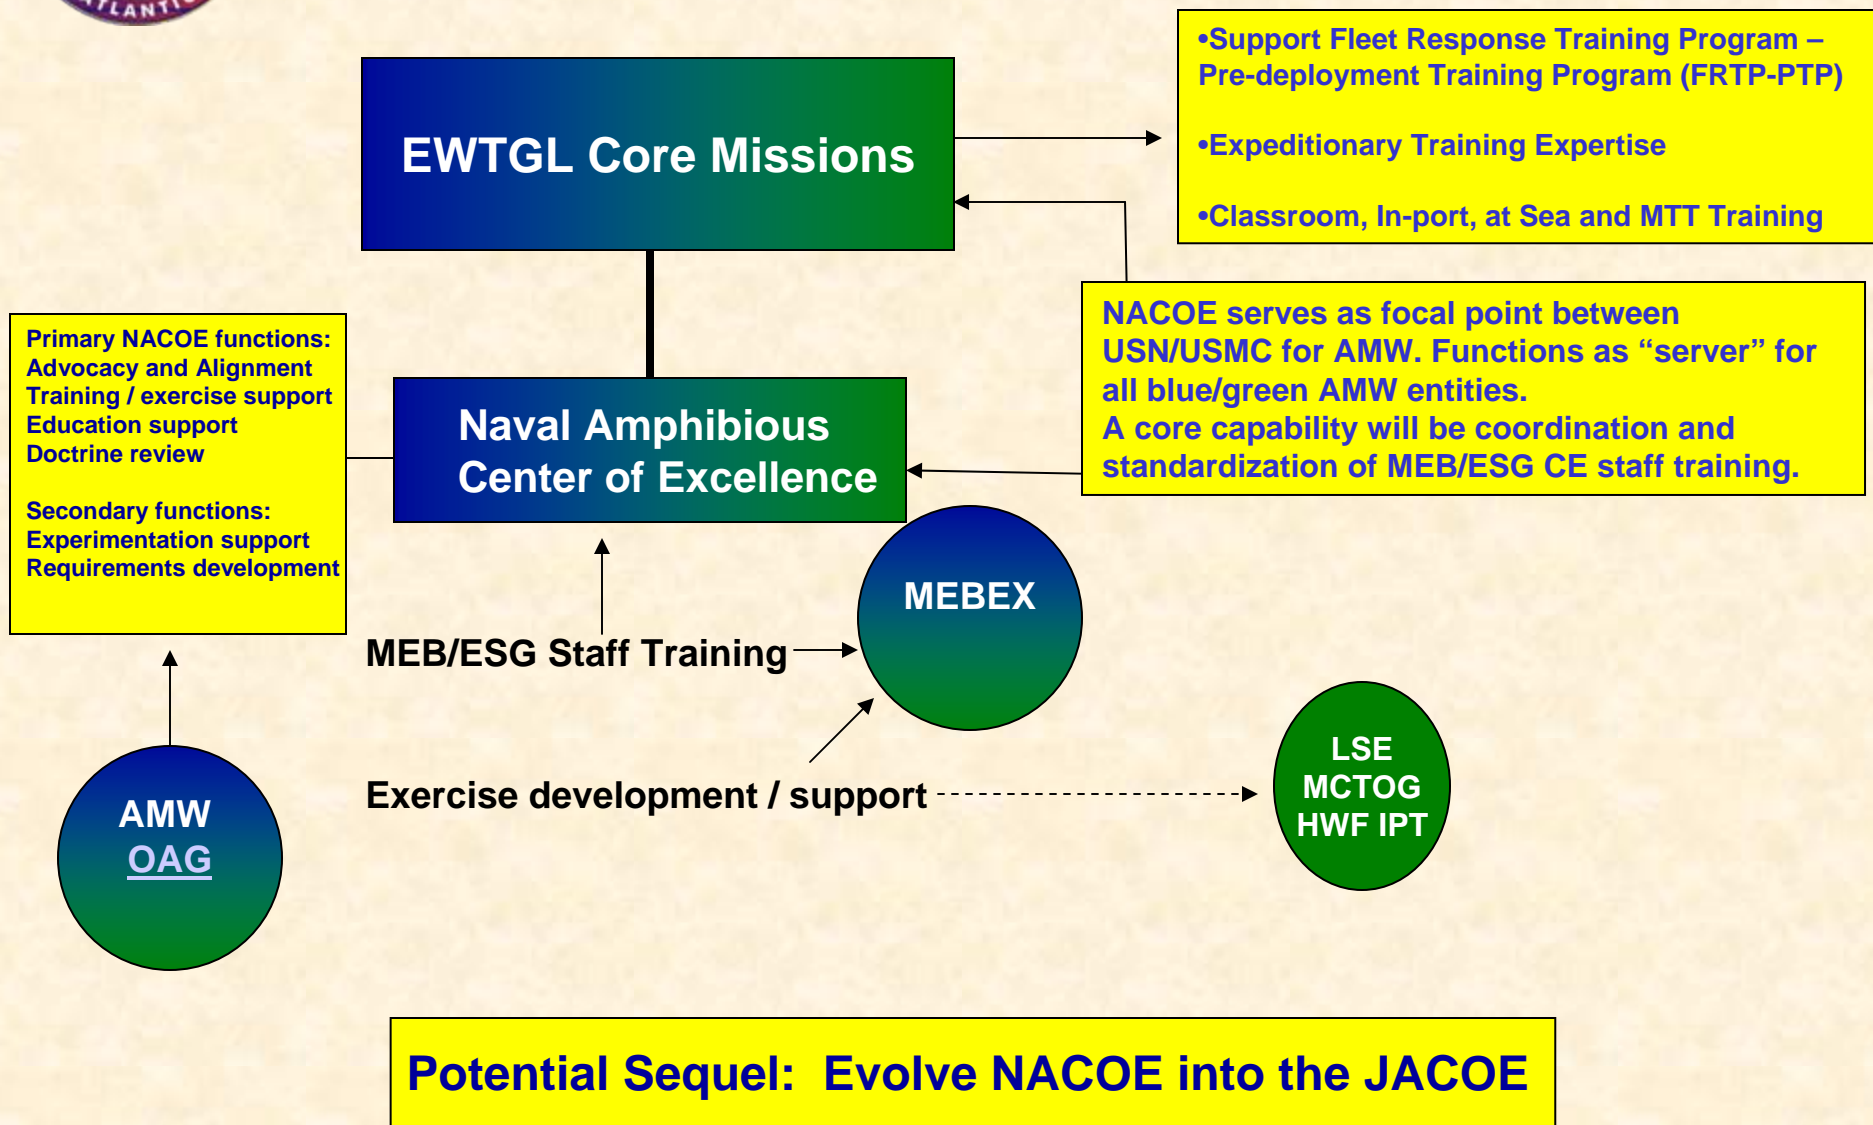 ATLANTIC
•Support Fleet Response Training Program –
Pre-deployment Training Program (FRTP-PTP)
•Expeditionary Training Expertise
•Classroom, In-port, at Sea and MTT Training
EWTGL Core Missions
NACOE serves as focal point between
USN/USMC for AMW. Functions as “server” for
all blue/green AMW entities.
A core capability will be coordination and
standardization of MEB/ESG CE staff training.
Primary NACOE functions:
Advocacy and Alignment
Training / exercise support
Education support
Doctrine review
Secondary functions:
Experimentation support
Requirements development
Naval Amphibious
Center of Excellence
MEBEX
MEB/ESG Staff Training
Exercise development / support
LSE
MCTOG
HWF IPT
AMW
OAG
Potential Sequel:  Evolve NACOE into the JACOE